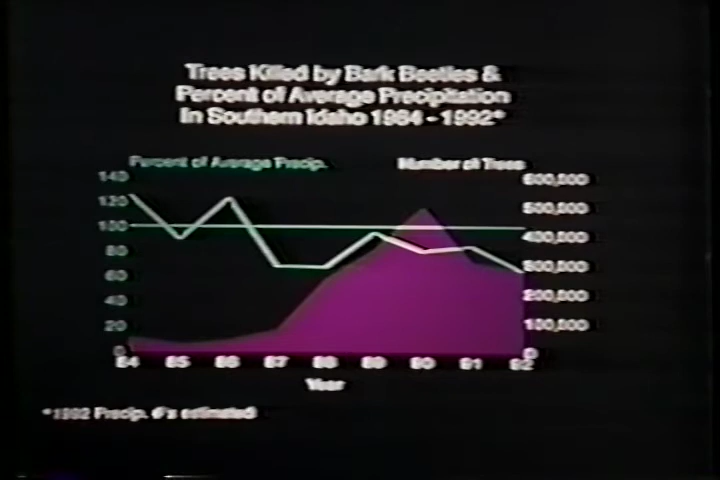 Trees Killed by Bark Beetles &
Percent of Average Precipitation
In Southern Idaho 1984 - 1992*
Percent of Average Precip. Number of Trees
140 600,000
120 500,000
100 400,000
80 300,000
60 200,000
40 100,000
20 0
0
84 85 86 87 88 89 90 91 92
Year
*1992 Precip. #'s estimated